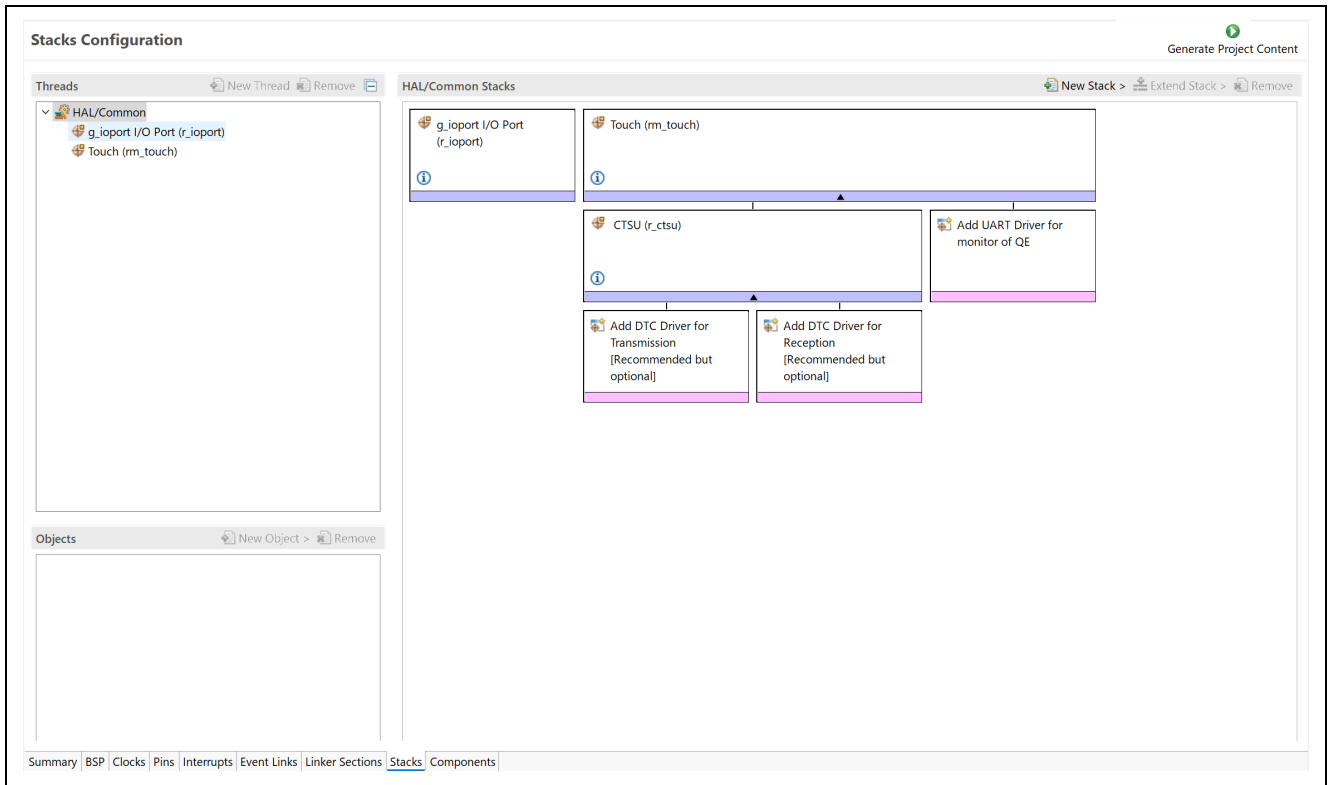 Stacks Configuration
Generate Project Content
Threads
New Thread
Remove
HAL/Common
g_ioport I/O Port (r_ioport)
Touch (rm_touch)
Objects
New Object >
Remove
HAL/Common Stacks
New Stack >
Extend Stack >
Remove
g_ioport I/O Port
(r_ioport)
Touch (rm_touch)
CTSU (r_ctsu)
Add UART Driver for
monitor of QE
Add DTC Driver for
Transmission
[Recommended but
optional]
Add DTC Driver for
Reception
[Recommended but
optional]
Summary
BSP
Clocks
Pins
Interrupts
Event Links
Linker Sections
Stacks
Components